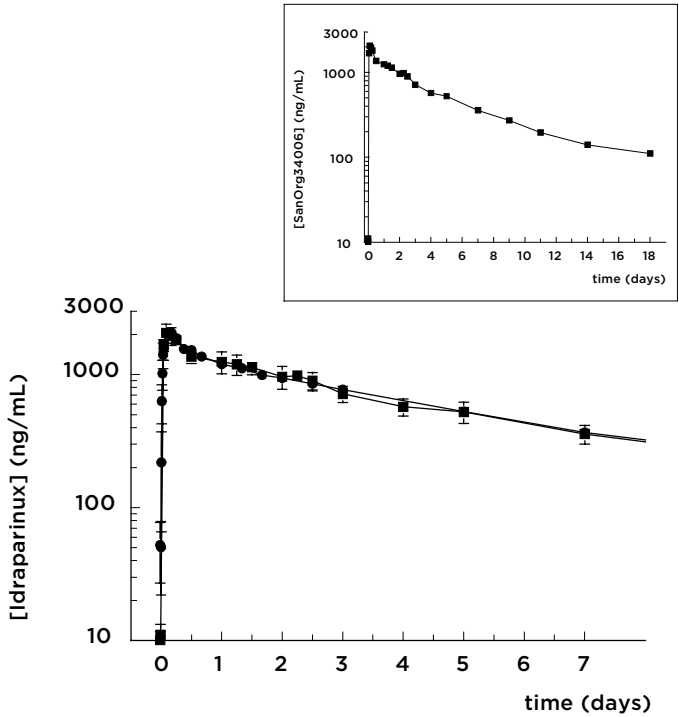 3000
1000
100
10
[SanOrg34006] (ng/mL)
0 2 4 6 8 10 12 14 16 18
time (days)
3000
1000
100
10
[Idraparinux] (ng/mL)
0 1 2 3 4 5 6 7
time (days)